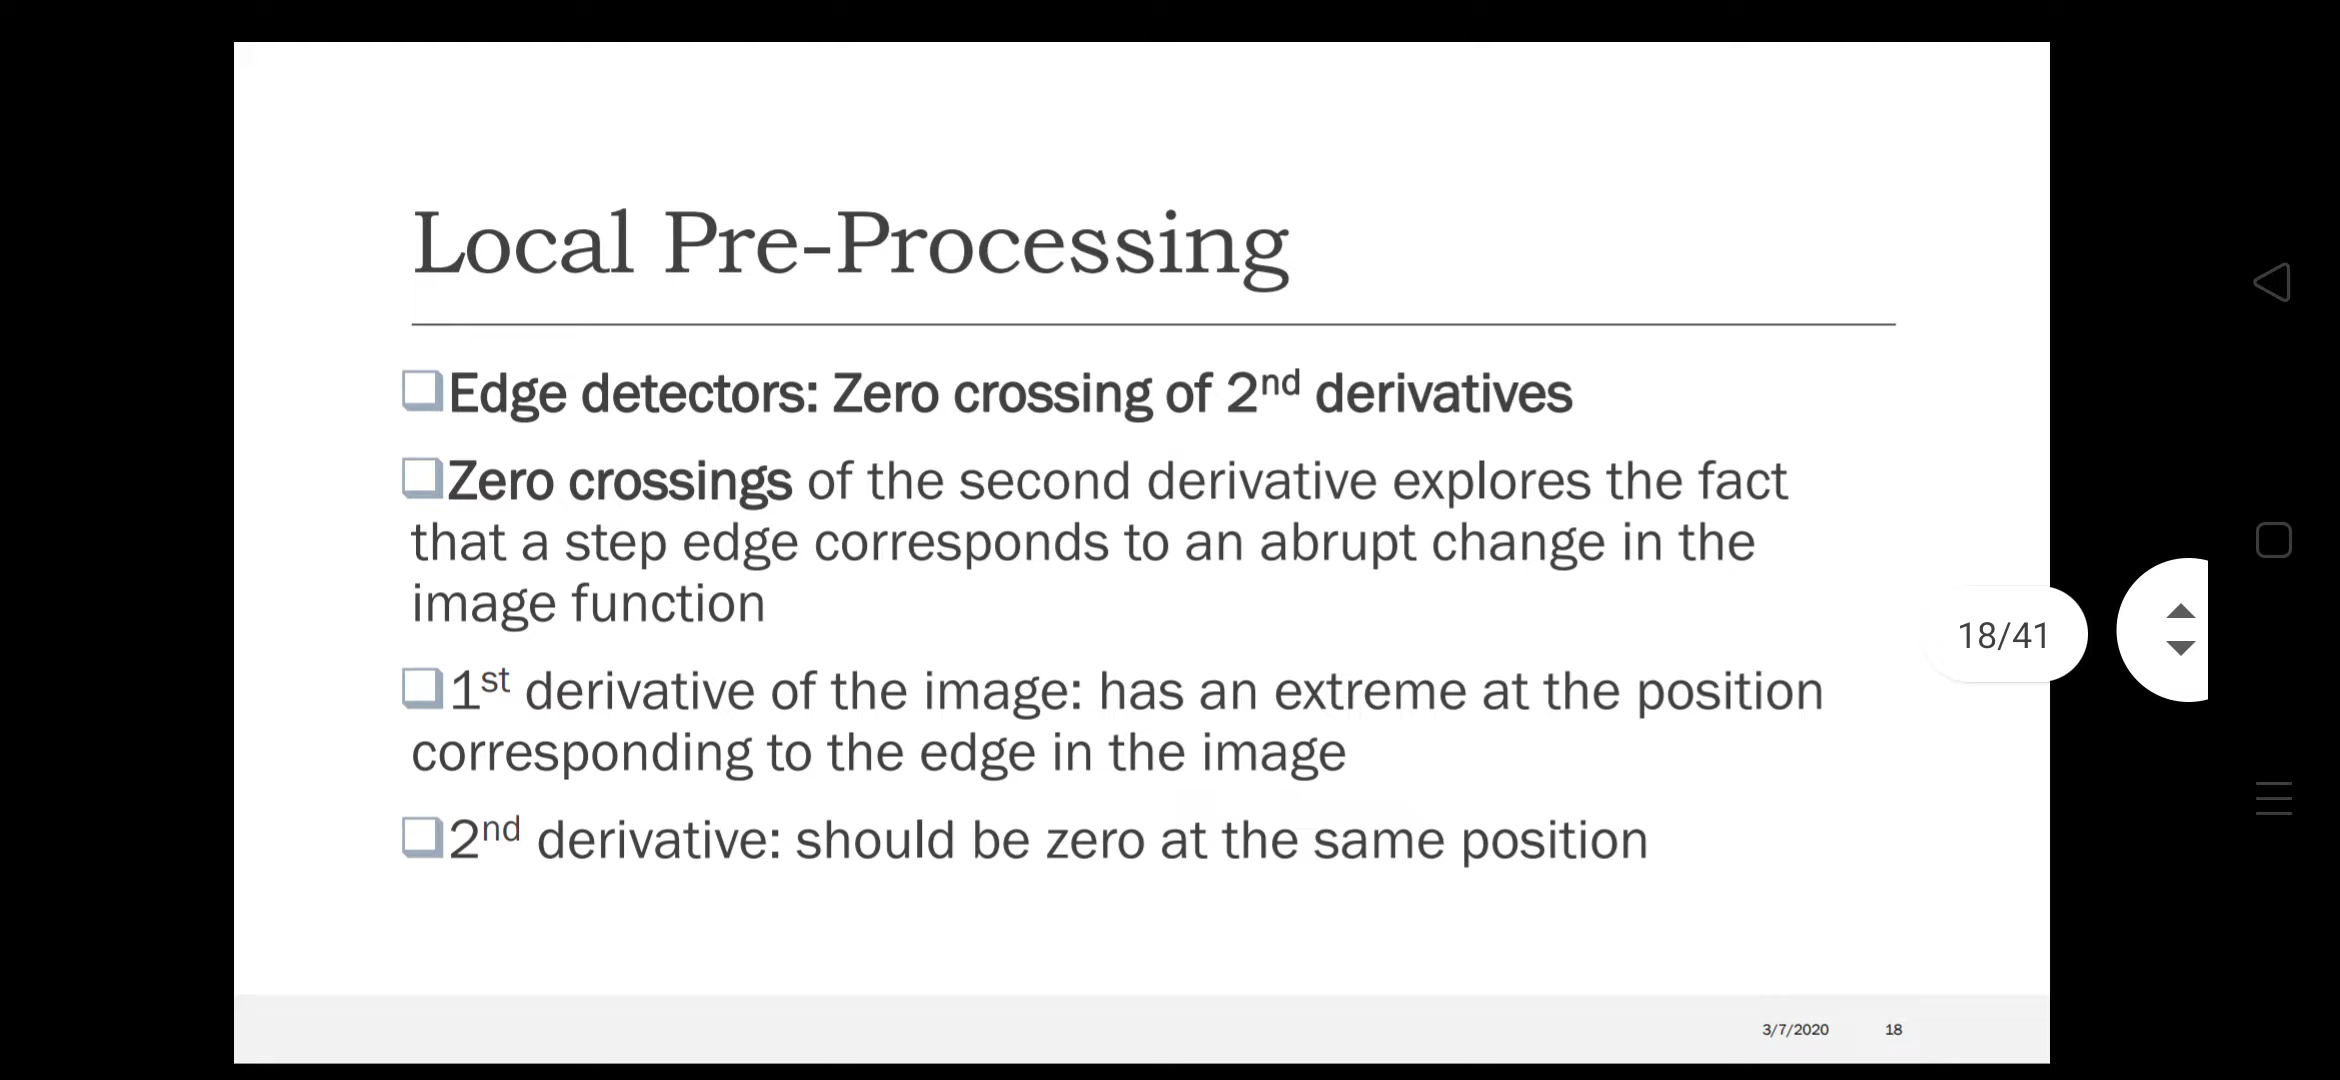 Local Pre-Processing
Edge detectors: Zero crossing of 2nd derivatives
Zero crossings of the second derivative explores the fact
that a step edge corresponds to an abrupt change in the
image function
1st derivative of the image: has an extreme at the position
corresponding to the edge in the image
2nd derivative: should be zero at the same position
18/41
3/7/2020 18